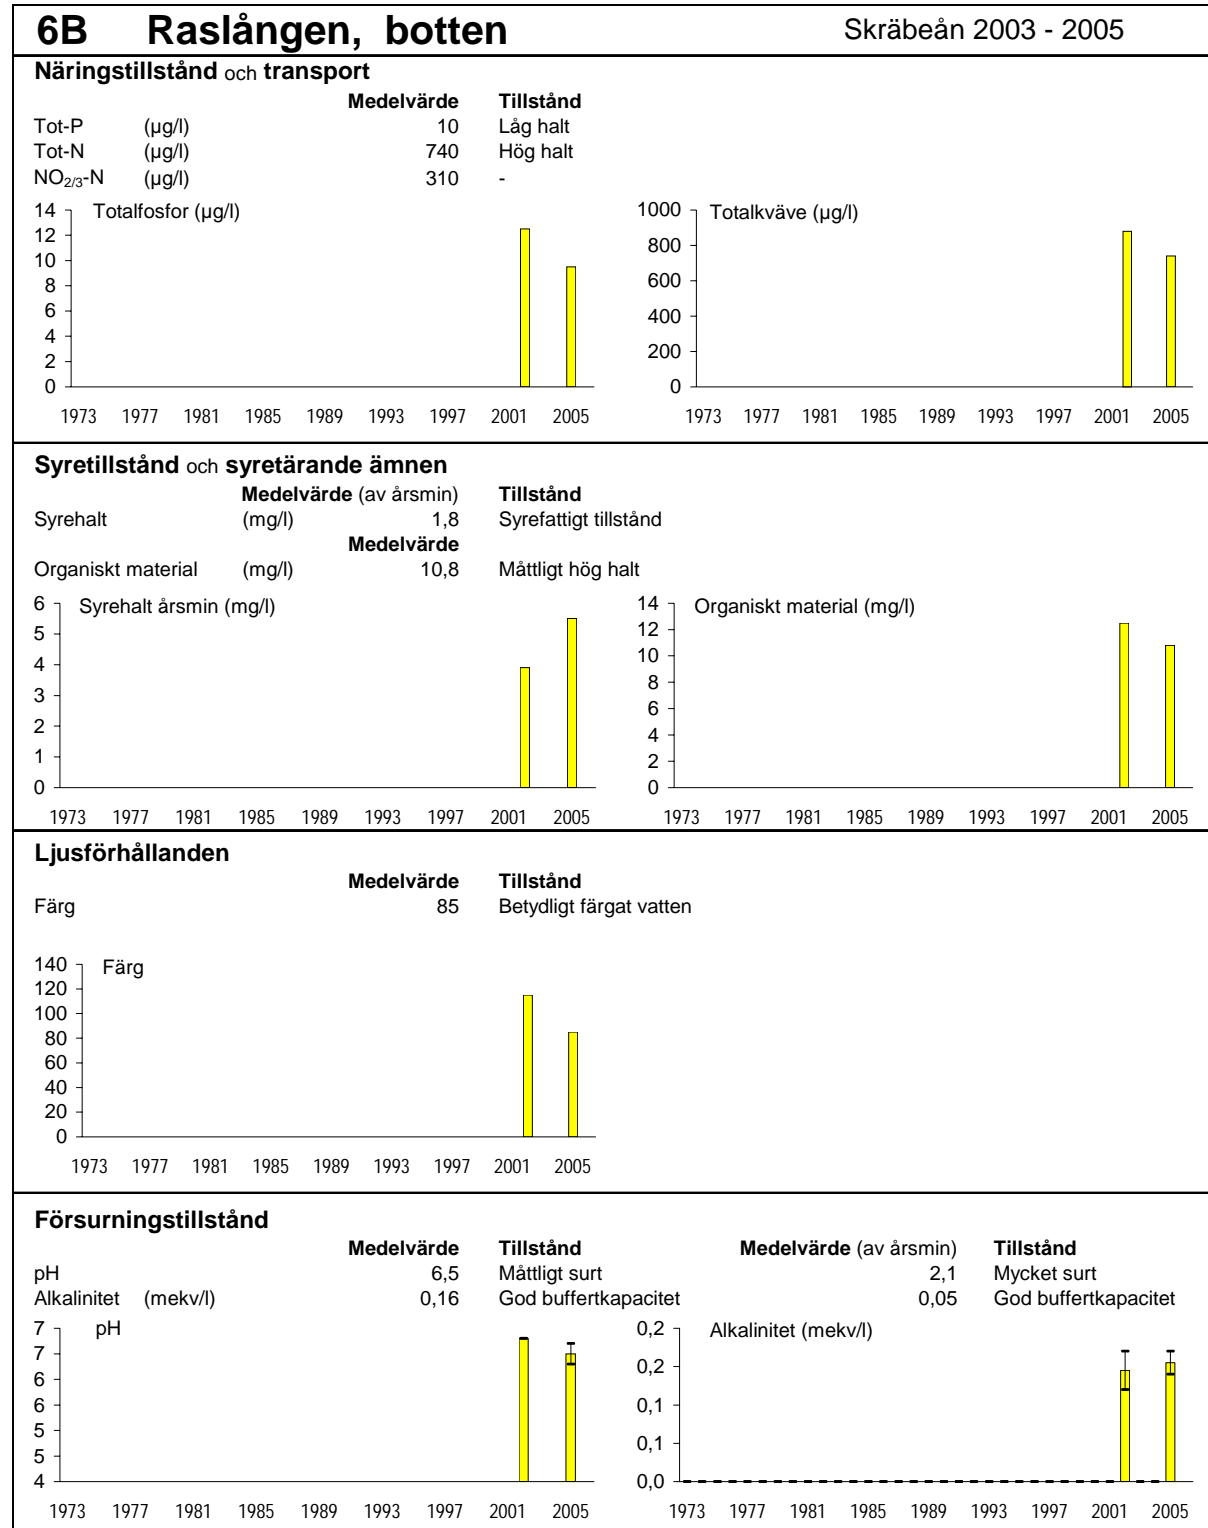 6B Raslången, botten Skräbeån 2003 - 2005
Näringstillstånd och transport
Medelvärde Tillstånd
Tot-P (µg/l) 10 Låg halt
Tot-N (µg/l) 740 Hög halt
NO2/3-N (µg/l) 310 -
Totalfosfor (µg/l)
14
12
10
8
6
4
2
0
1973 1977 1981 1985 1989 1993 1997 2001 2005
Totalkväve (µg/l)
1000
800
600
400
200
0
1973 1977 1981 1985 1989 1993 1997 2001 2005
Syretillstånd och syretärande ämnen
Medelvärde (av årsmin) Tillstånd
Syrehalt (mg/l) 1,8 Syrefattigt tillstånd
Medelvärde
Organiskt material (mg/l) 10,8 Måttligt hög halt
Syrehalt årsmin (mg/l)
6
5
4
3
2
1
0
1973 1977 1981 1985 1989 1993 1997 2001 2005
Organiskt material (mg/l)
14
12
10
8
6
4
2
0
1973 1977 1981 1985 1989 1993 1997 2001 2005
Ljusförhållanden
Medelvärde Tillstånd
Färg 85 Betydligt färgat vatten
Färg
140
120
100
80
60
40
20
0
1973 1977 1981 1985 1989 1993 1997 2001 2005
Försurningstillstånd
Medelvärde Tillstånd Medelvärde (av årsmin) Tillstånd
pH 6,5 Måttligt surt 2,1 Mycket surt
Alkalinitet (mekv/l) 0,16 God buffertkapacitet 0,05 God buffertkapacitet
pH
7
7
6
6
5
5
4
1973 1977 1981 1985 1989 1993 1997 2001 2005
Alkalinitet (mekv/l)
0,2
0,2
0,1
0,1
0,0
1973 1977 1981 1985 1989 1993 1997 2001 2005